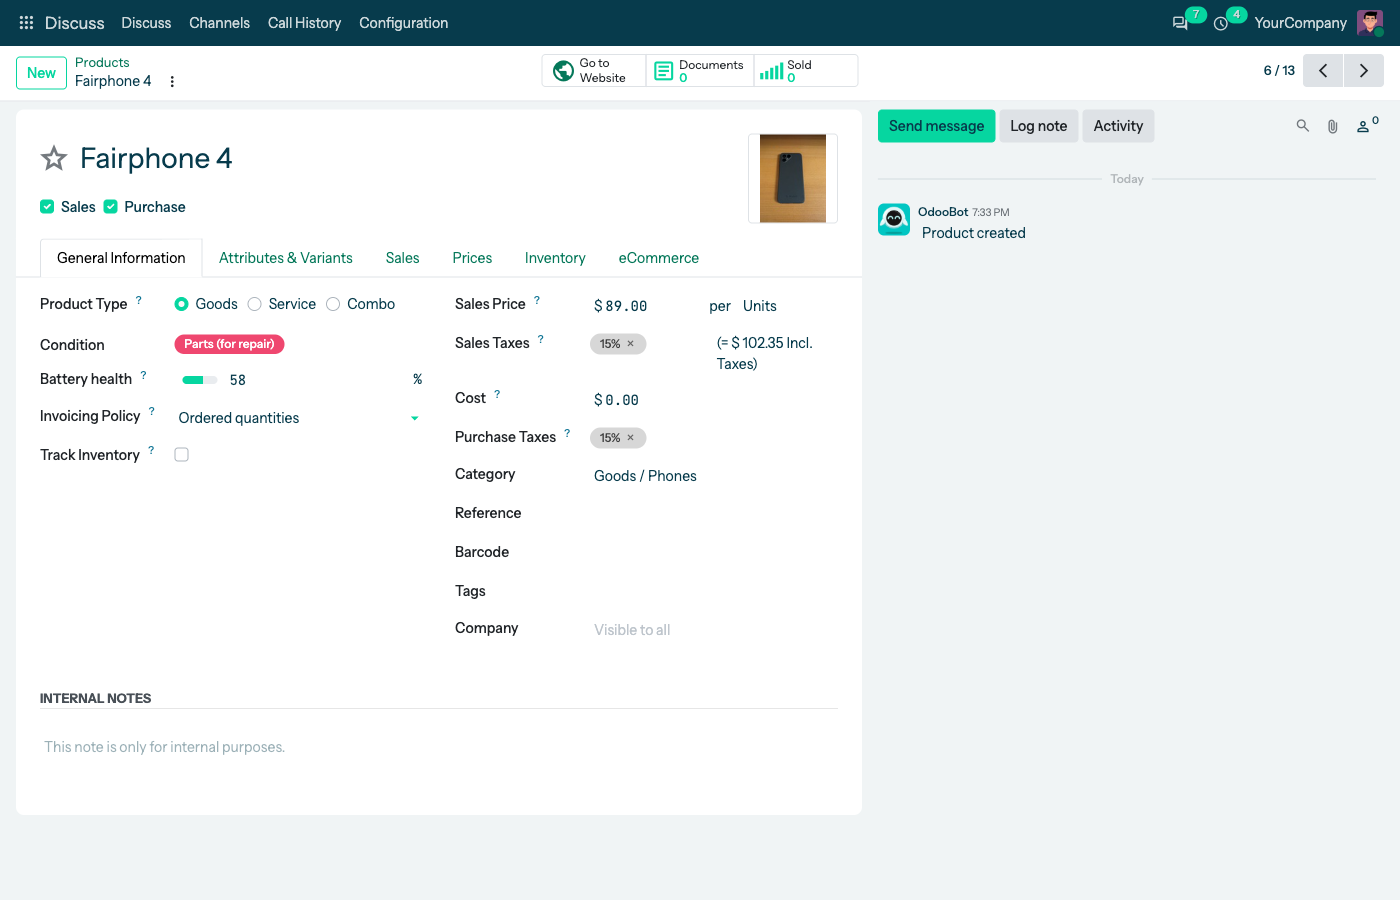 Discuss
Discuss
Channels
Call History
Configuration
7
4
YourCompany
New
Products
Fairphone 4
Go to
Website
Documents
0
Sold
0
6 / 13
Fairphone 4
Sales
Purchase
General Information
Attributes & Variants
Sales
Prices
Inventory
eCommerce
Product Type ?
Goods
Service
Combo
Condition
Parts (for repair)
Battery health ?
58
%
Invoicing Policy ?
Ordered quantities
Track Inventory ?
Sales Price ?
$ 89.00
per Units
Sales Taxes ?
15% ×
(= $ 102.35 Incl.
Taxes)
Cost ?
$ 0.00
Purchase Taxes ?
15% ×
Category
Goods / Phones
Reference
Barcode
Tags
Company
Visible to all
INTERNAL NOTES
This note is only for internal purposes.
Send message
Log note
Activity
0
Today
OdooBot 7:33 PM
Product created